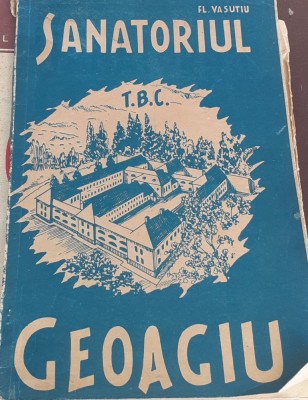 FL. VASUTIU
SANATORIUL
T.B.C.
GEOAGIU
L